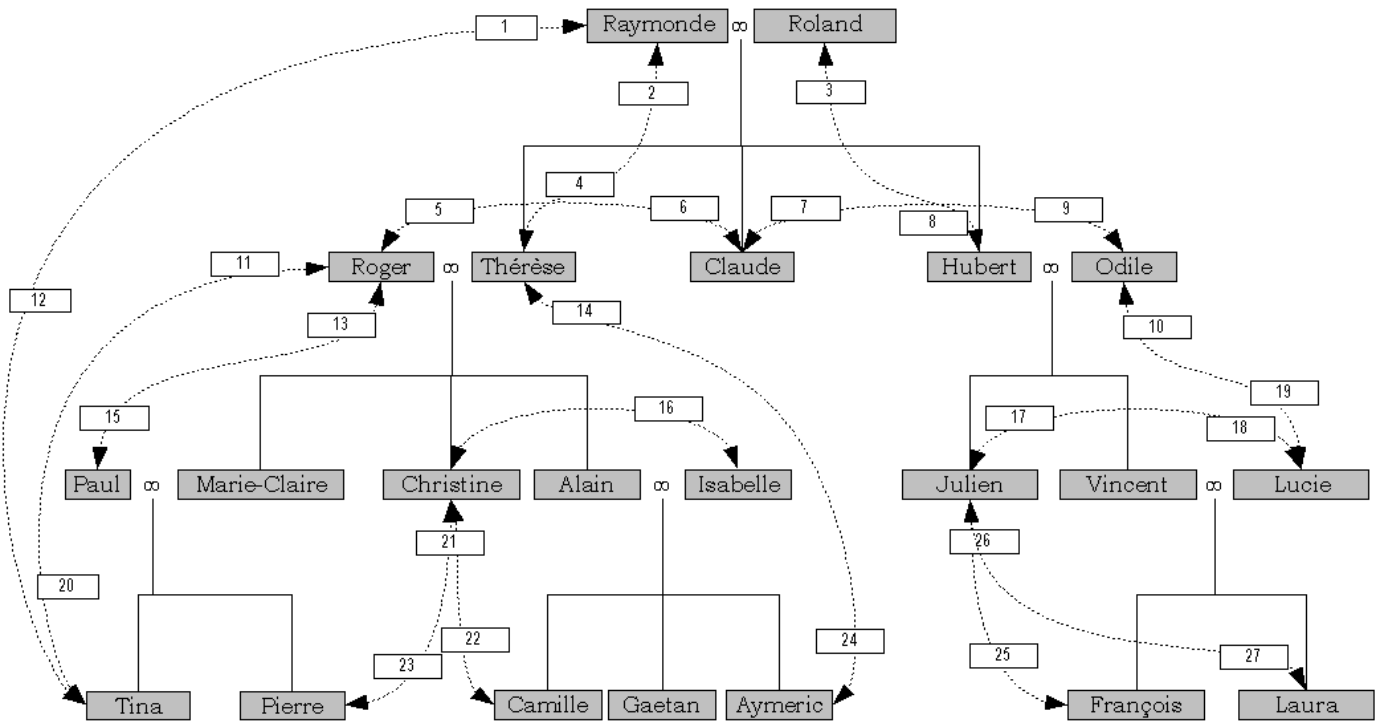 1
Raymonde ∞ Roland
2
3
4
5
6
7
8
9
11
Roger ∞ Thérèse
Claude
Hubert ∞ Odile
12
13
14
10
15
16
17
18
19
Paul ∞
Marie-Claire
Christine
Alain ∞ Isabelle
Julien
Vincent ∞ Lucie
21
26
20
23
22
24
25
27
Tina
Pierre
Camille
Gaetan
Aymeric
François
Laura